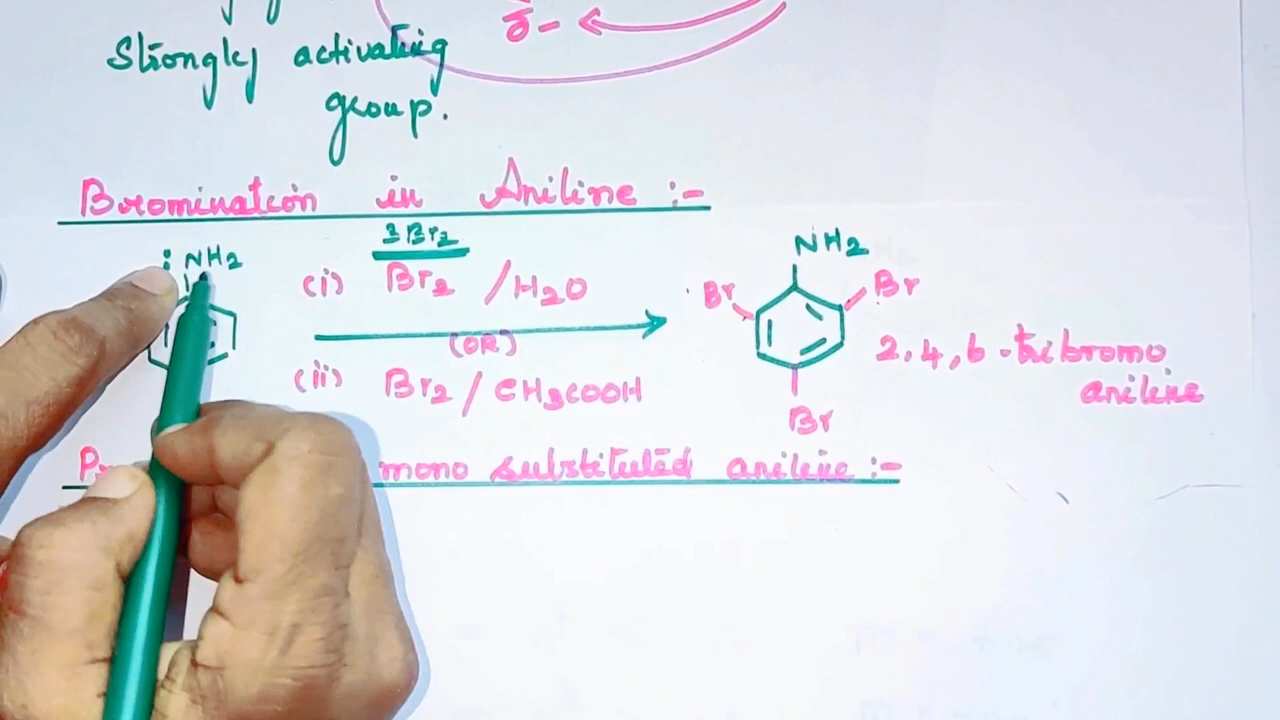 δ-
Strongly activating
group.
Bromination in Aniline :-
3Br2
NH2
(i) Br2 /H2O
(OR)
(ii) Br2/CH3COOH
NH2
Br
Br
Br
2,4,6-tribromo
aniline
mono substituted aniline :-